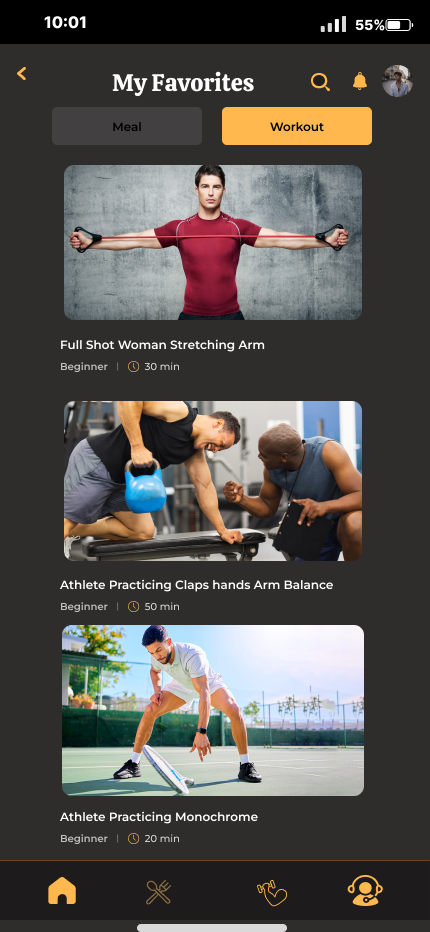 10:01
55%
My Favorites
Meal
Workout
Full Shot Woman Stretching Arm
Beginner | 30 min
Athlete Practicing Claps hands Arm Balance
Beginner | 50 min
Athlete Practicing Monochrome
Beginner | 20 min